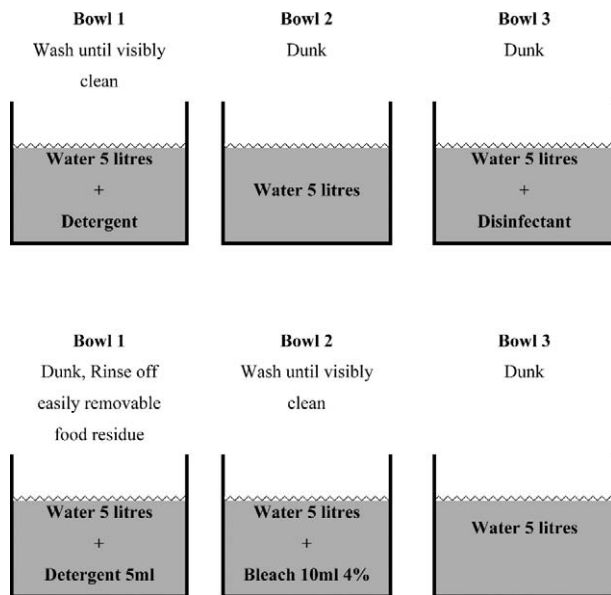 Bowl 1
Wash until visibly
clean
Water 5 litres
+
Detergent
Bowl 2
Dunk
Water 5 litres
Bowl 3
Dunk
Water 5 litres
+
Disinfectant
Bowl 1
Dunk, Rinse off
easily removable
food residue
Water 5 litres
+
Detergent 5ml
Bowl 2
Wash until visibly
clean
Water 5 litres
+
Bleach 10ml 4%
Bowl 3
Dunk
Water 5 litres